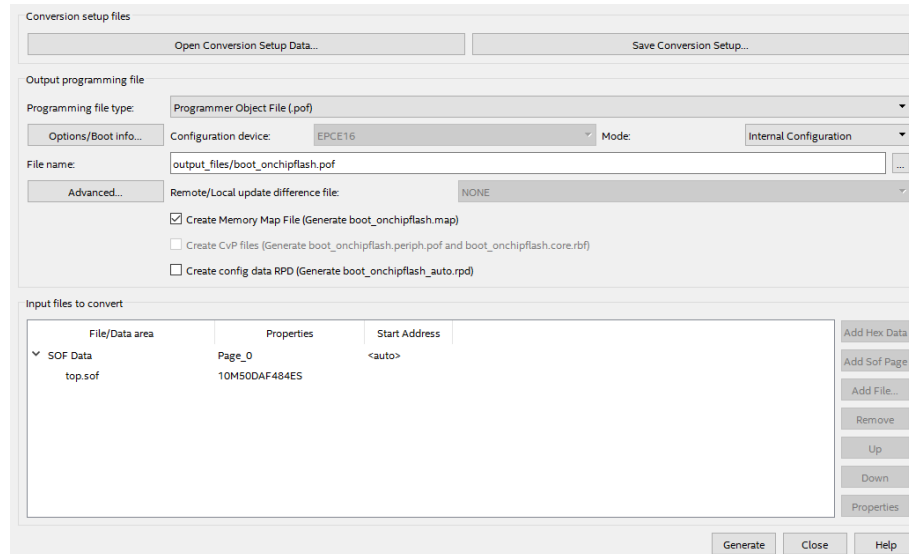 Conversion setup files
Open Conversion Setup Data...
Save Conversion Setup...
Output programming file
Programming file type:
Programmer Object File (.pof)
Options/Boot info...
Configuration device:
EPCE16
Mode:
Internal Configuration
File name:
output_files/boot_onchipflash.pof
...
Advanced...
Remote/Local update difference file:
NONE
Create Memory Map File (Generate boot_onchipflash.map)
Create CvP files (Generate boot_onchipflash.periph.pof and boot_onchipflash.core.rbf)
Create config data RPD (Generate boot_onchipflash_auto.rpd)
Input files to convert
File/Data area Properties Start Address
SOF Data Page_0 <auto>
top.sof 10M50DAF484ES
Add Hex Data
Add Sof Page
Add File...
Remove
Up
Down
Properties
Generate
Close
Help